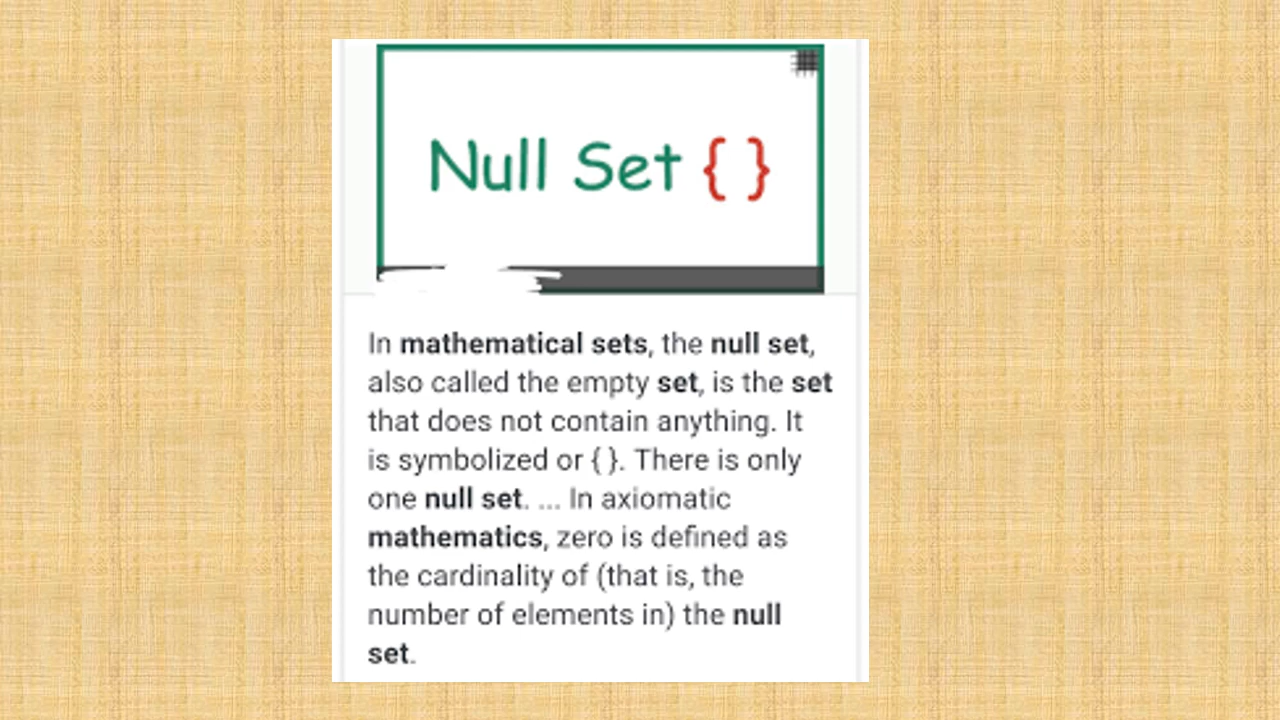 Null Set { }
In mathematical sets, the null set,
also called the empty set, is the set
that does not contain anything. It
is symbolized or { }. There is only
one null set. ... In axiomatic
mathematics, zero is defined as
the cardinality of (that is, the
number of elements in) the null
set.